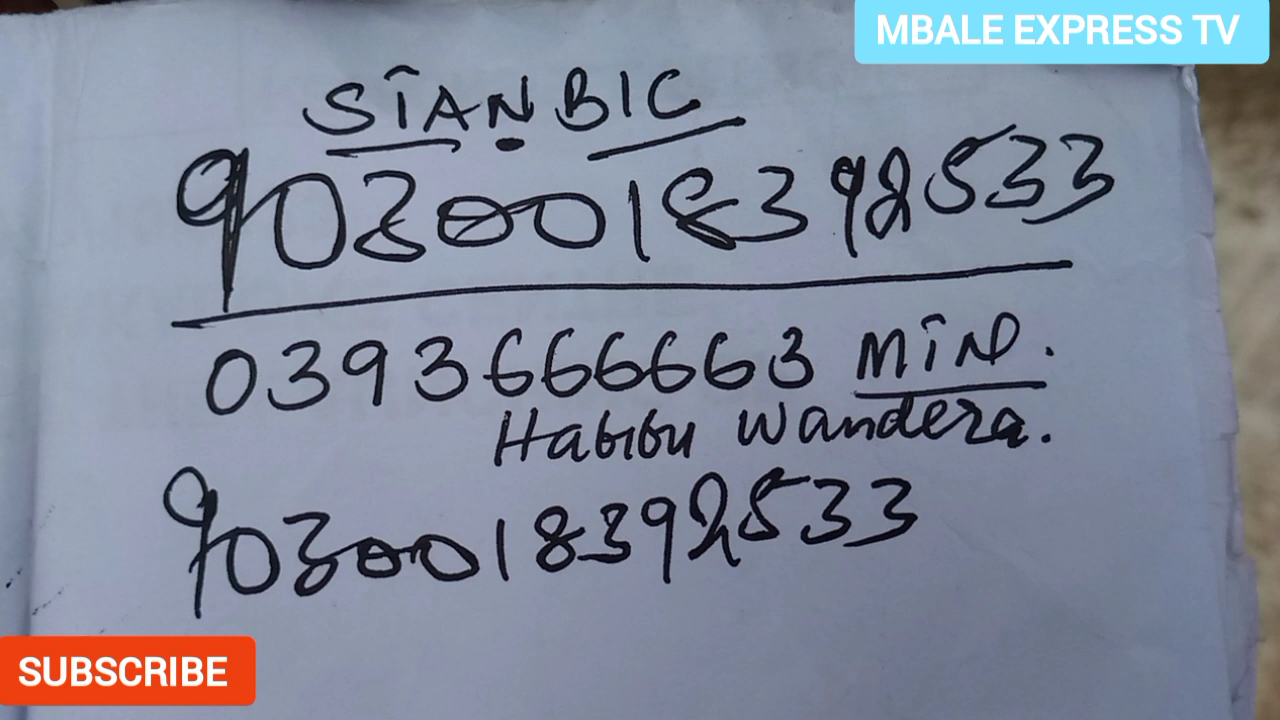 MBALE EXPRESS TV
SIANBIC
9030018392533
0393666663 MIN.
Habibu Wandera.
9030018392533
SUBSCRIBE